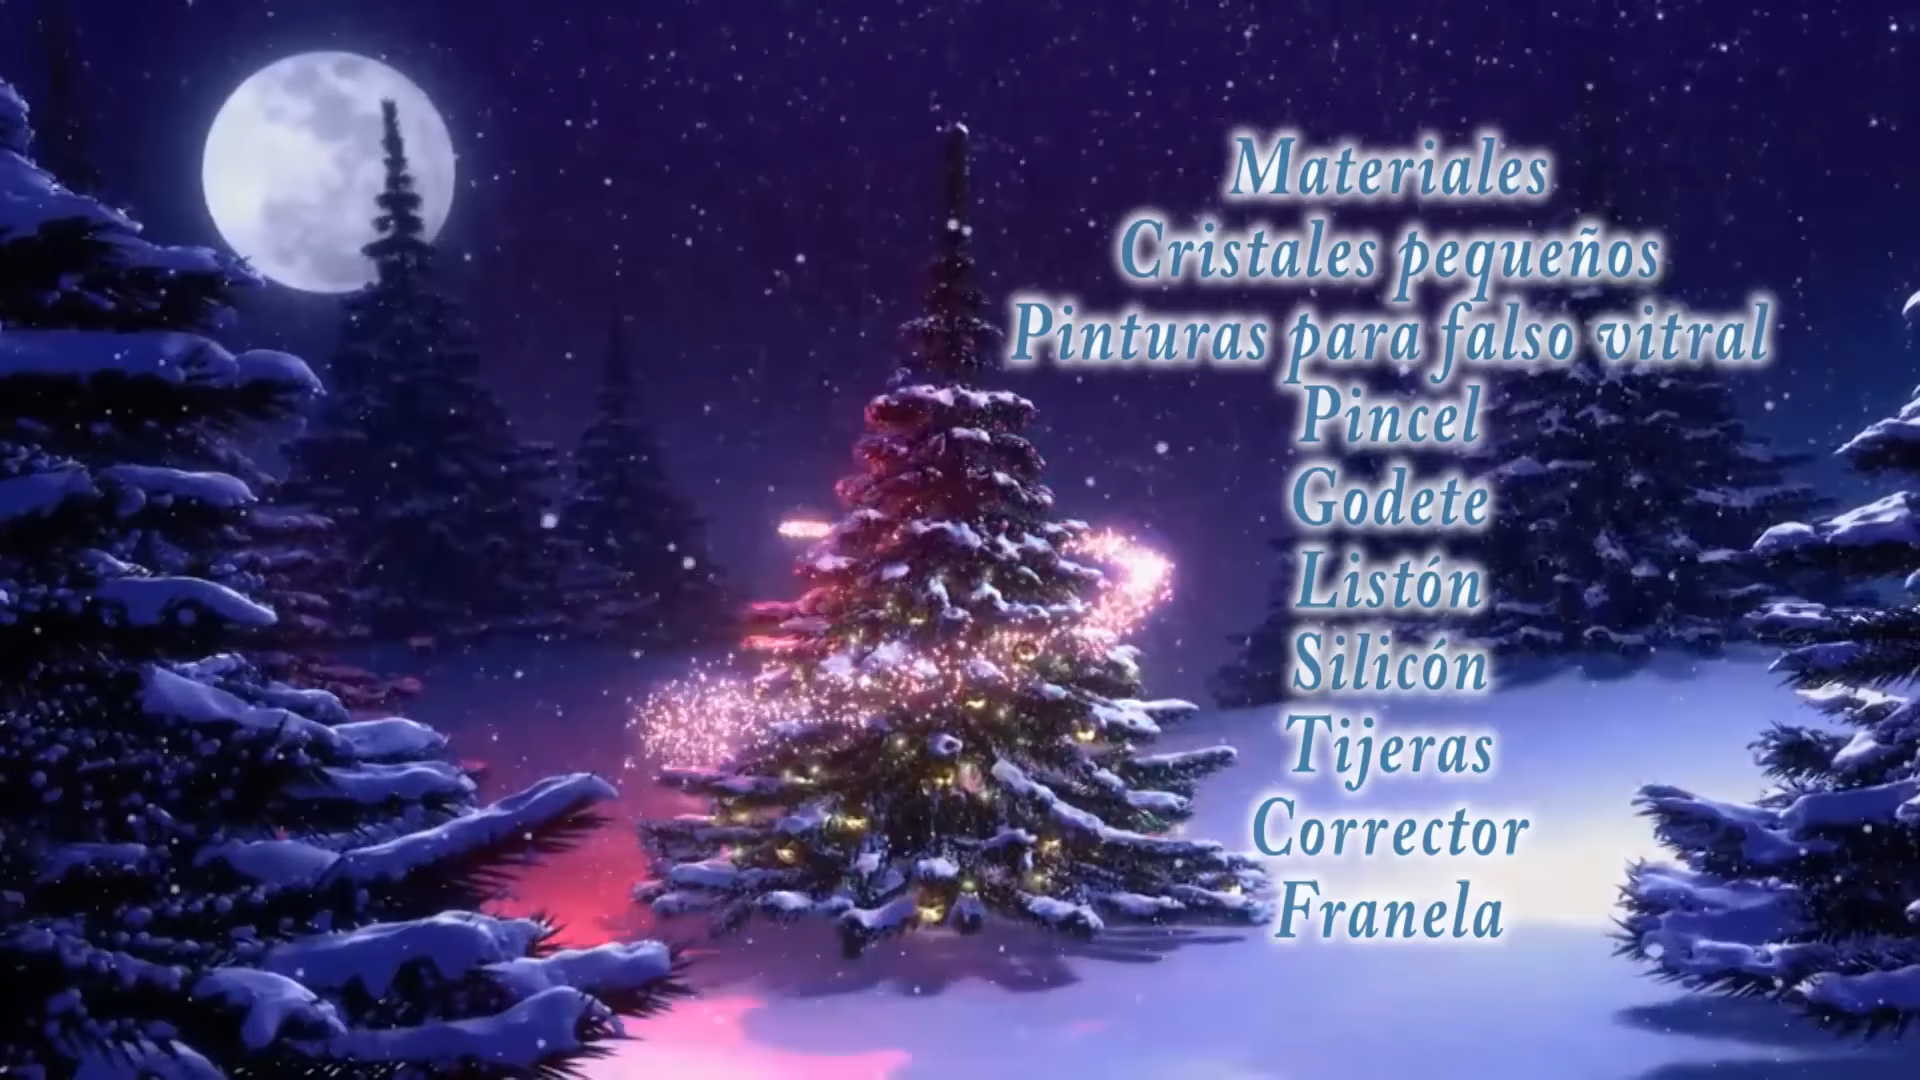 Materiales
Cristales pequeños
Pinturas para falso vitral
Pincel
Godete
Listón
Silicón
Tijeras
Corrector
Franela